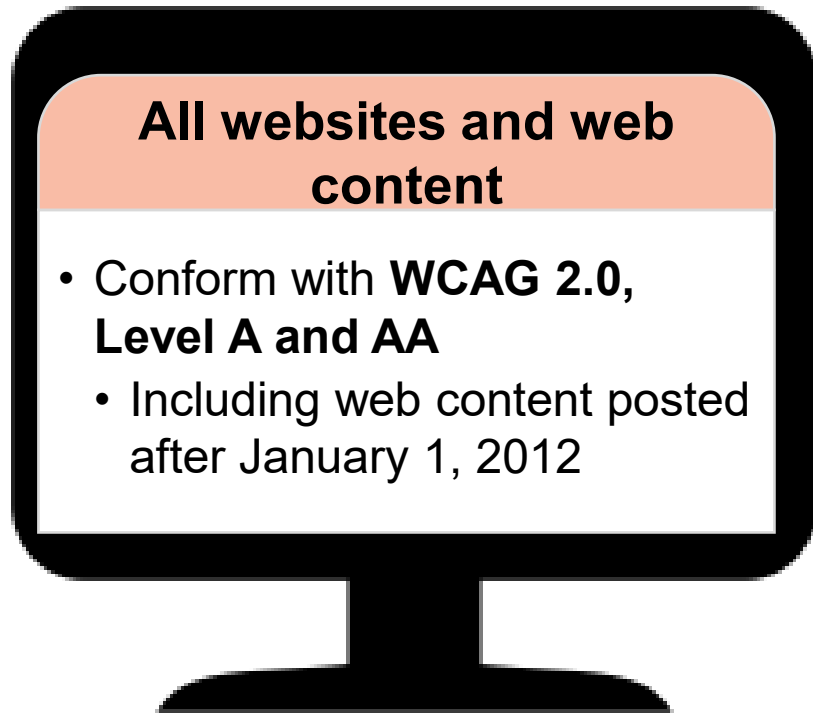 All websites and web
content
• Conform with WCAG 2.0,
Level A and AA
• Including web content posted
after January 1, 2012